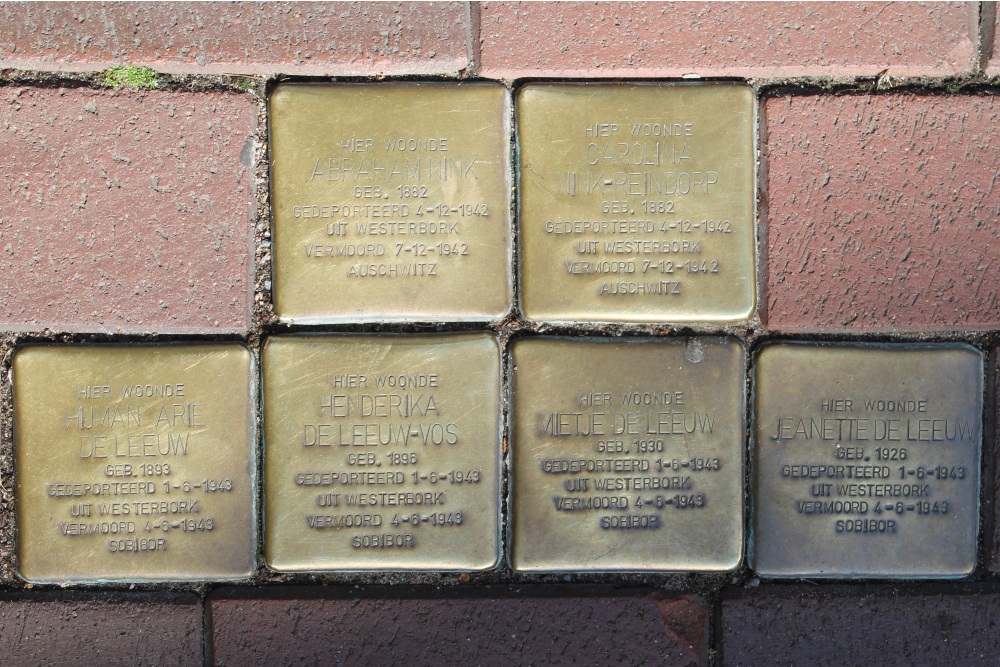 HIER WOONDE
ABRAHAM NINK
GEB. 1882
GEDEPORTEERD 4-12-1942
UIT WESTERBORK
VERMOORD 7-12-1942
AUSCHWITZ
HIER WOONDE
CAROLINA
NINK-REINDORP
GEB. 1882
GEDEPORTEERD 4-12-1942
UIT WESTERBORK
VERMOORD 7-12-1942
AUSCHWITZ
HIER WOONDE
HIJMAN ARIE
DE LEEUW
GEB. 1893
GEDEPORTEERD 1-6-1943
UIT WESTERBORK
VERMOORD 4-6-1943
SOBIBOR
HIER WOONDE
HENDERIKA
DE LEEUW-VOS
GEB. 1896
GEDEPORTEERD 1-6-1943
UIT WESTERBORK
VERMOORD 4-6-1943
SOBIBOR
HIER WOONDE
MIETJE DE LEEUW
GEB. 1930
GEDEPORTEERD 1-6-1943
UIT WESTERBORK
VERMOORD 4-6-1943
SOBIBOR
HIER WOONDE
JEANETTE DE LEEUW
GEB. 1926
GEDEPORTEERD 1-6-1943
UIT WESTERBORK
VERMOORD 4-6-1943
SOBIBOR